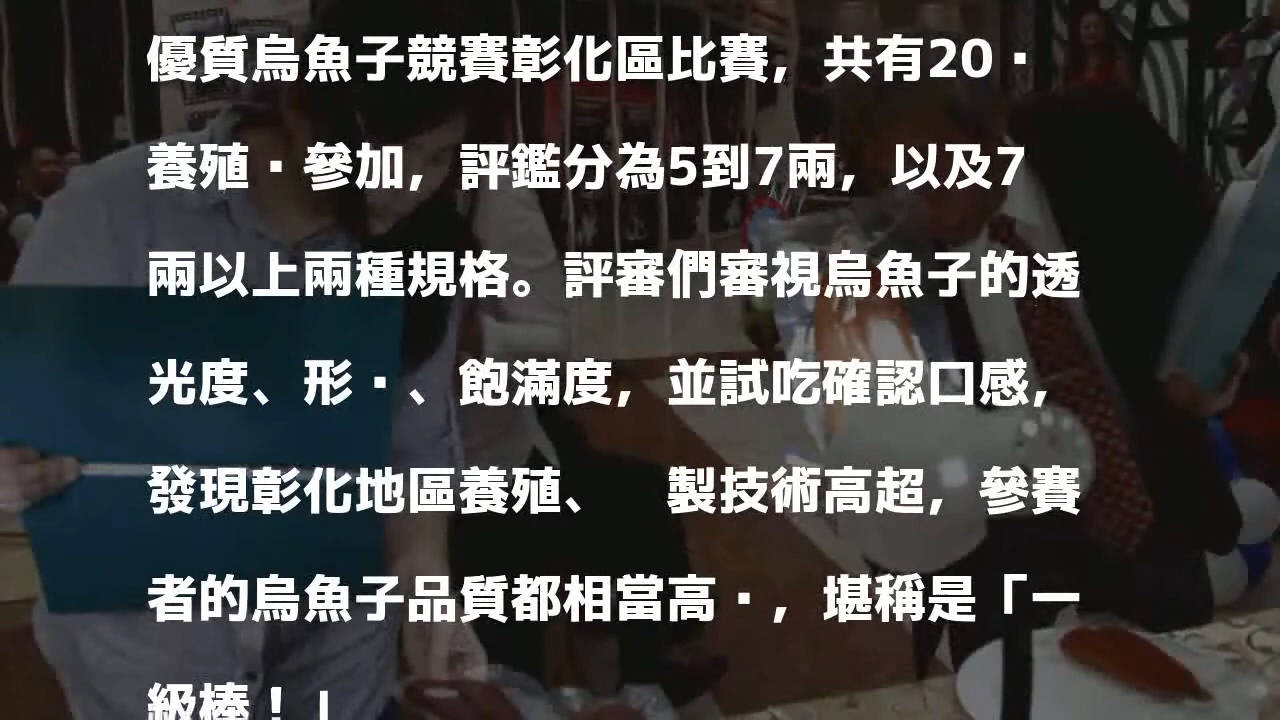 優質烏魚子競賽彰化區比賽，共有20·
養殖·參加，評鑑分為5到7兩，以及7
兩以上兩種規格。評審們審視烏魚子的透
光度、形·、飽滿度，並試吃確認口感，
發現彰化地區養殖、　製技術高超，參賽
者的烏魚子品質都相當高·，堪稱是「一
級棒！」